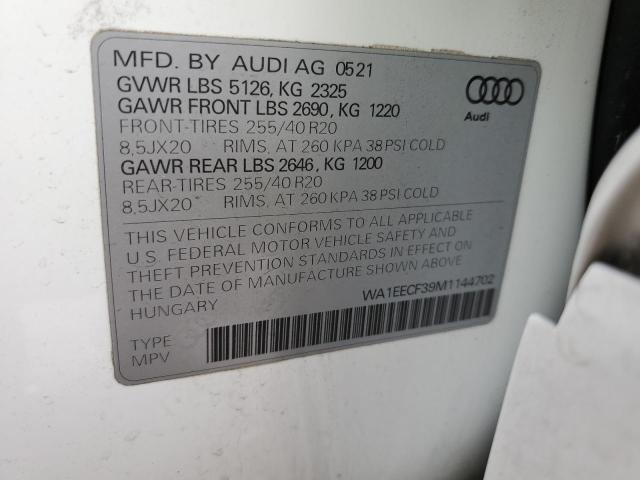 MFD. BY AUDI AG 0521
GVWR LBS 5126, KG 2325
GAWR FRONT LBS 2690, KG 1220
FRONT-TIRES 255/40 R20
8,5JX20 RIMS, AT 260 KPA 38 PSI COLD
GAWR REAR LBS 2646, KG 1200
REAR-TIRES 255/40 R20
8,5JX20 RIMS, AT 260 KPA 38 PSI COLD
Audi
THIS VEHICLE CONFORMS TO ALL APPLICABLE
U.S. FEDERAL MOTOR VEHICLE SAFETY AND
THEFT PREVENTION STANDARDS IN EFFECT ON
THE DATE OF MANUFACTURE SHOWN ABOVE
HUNGARY
WA1EECF39M1144702
TYPE
MPV